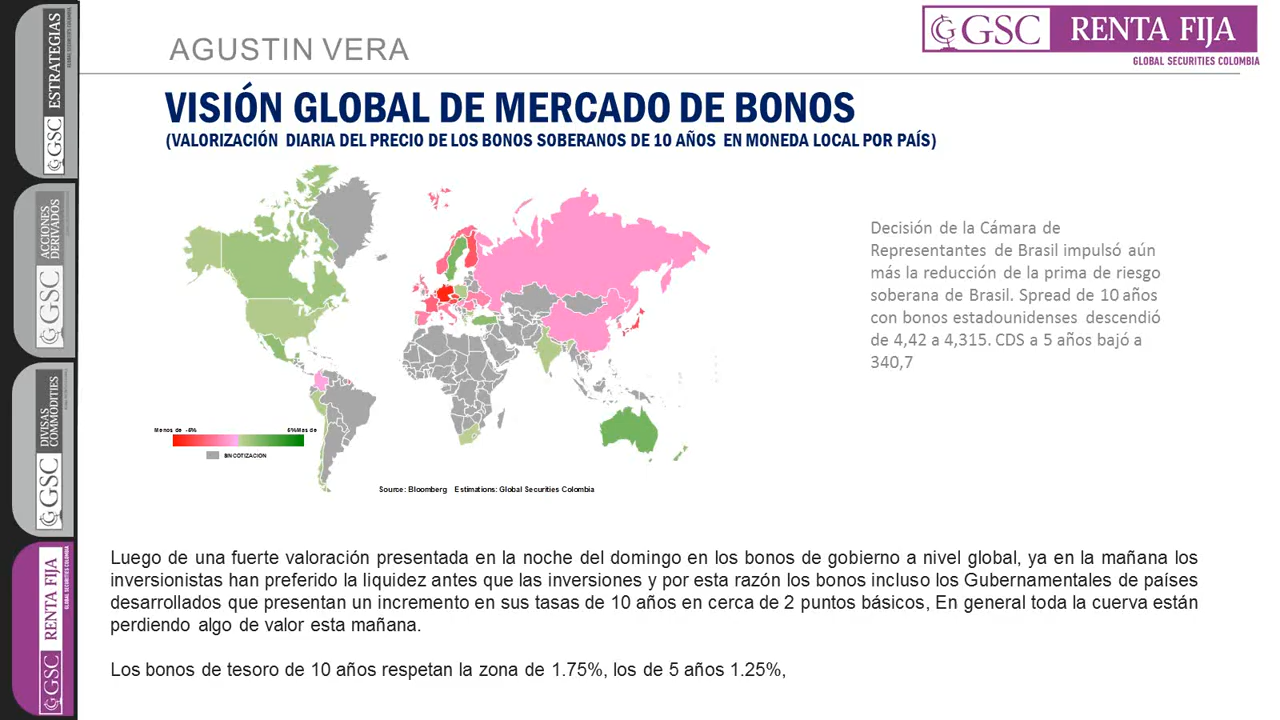 AGUSTIN VERA
GSC RENTA FIJA
GLOBAL SECURITIES COLOMBIA
VISIÓN GLOBAL DE MERCADO DE BONOS
(VALORIZACIÓN DIARIA DEL PRECIO DE LOS BONOS SOBERANOS DE 10 AÑOS EN MONEDA LOCAL POR PAÍS)
GSC ESTRATEGIAS
GSC ACCIONES
DERIVADOS
GSC DIVISAS
COMMODITIES
GSC RENTA FIJA
GLOBAL SECURITIES COLOMBIA
Decisión de la Cámara de
Representantes de Brasil impulsó aún
más la reducción de la prima de riesgo
soberana de Brasil. Spread de 10 años
con bonos estadounidenses descendió
de 4,42 a 4,315. CDS a 5 años bajó a
340,7
Menos de -5%
5%Mas de
COTIZACION
Source: Bloomberg Estimations: Global Securities Colombia
Luego de una fuerte valoración presentada en la noche del domingo en los bonos de gobierno a nivel global, ya en la mañana los
inversionistas han preferido la liquidez antes que las inversiones y por esta razón los bonos incluso los Gubernamentales de países
desarrollados que presentan un incremento en sus tasas de 10 años en cerca de 2 puntos básicos, En general toda la curva están
perdiendo algo de valor esta mañana.
Los bonos de tesoro de 10 años respetan la zona de 1.75%, los de 5 años 1.25%,